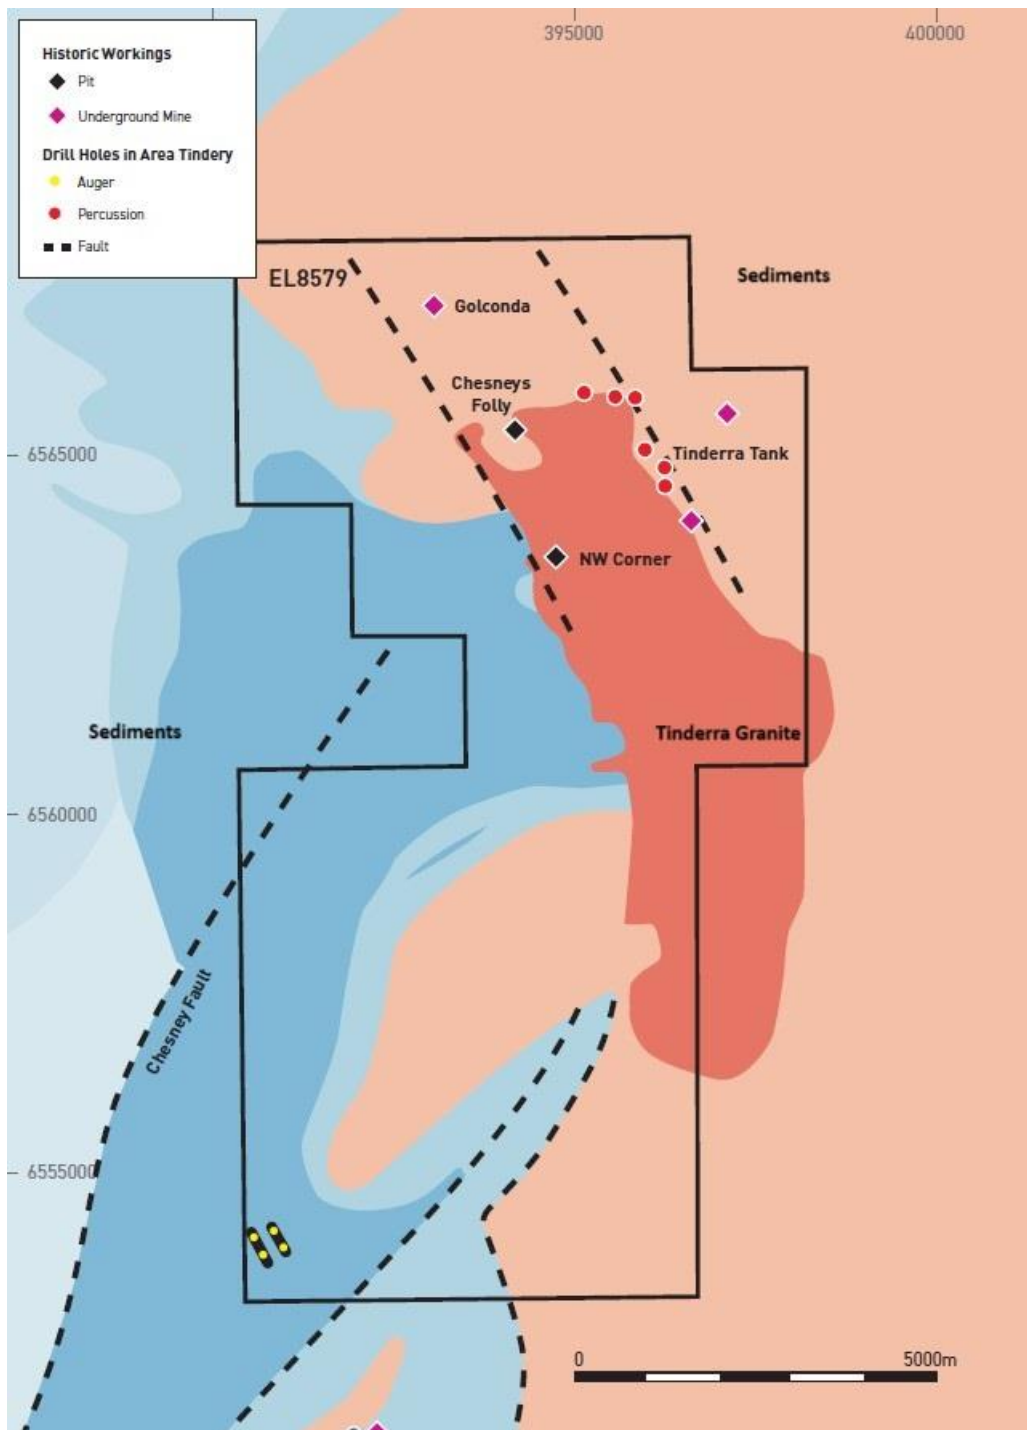 395000
400000
Historic Workings
Pit
Underground Mine
Drill Holes in Area Tindery
Auger
Percussion
Fault
EL8579
Sediments
Golconda
Chesneys
Folly
6565000
Tinderra Tank
NW Corner
Sediments
Tinderra Granite
6560000
Chesney Fault
6555000
0
5000m